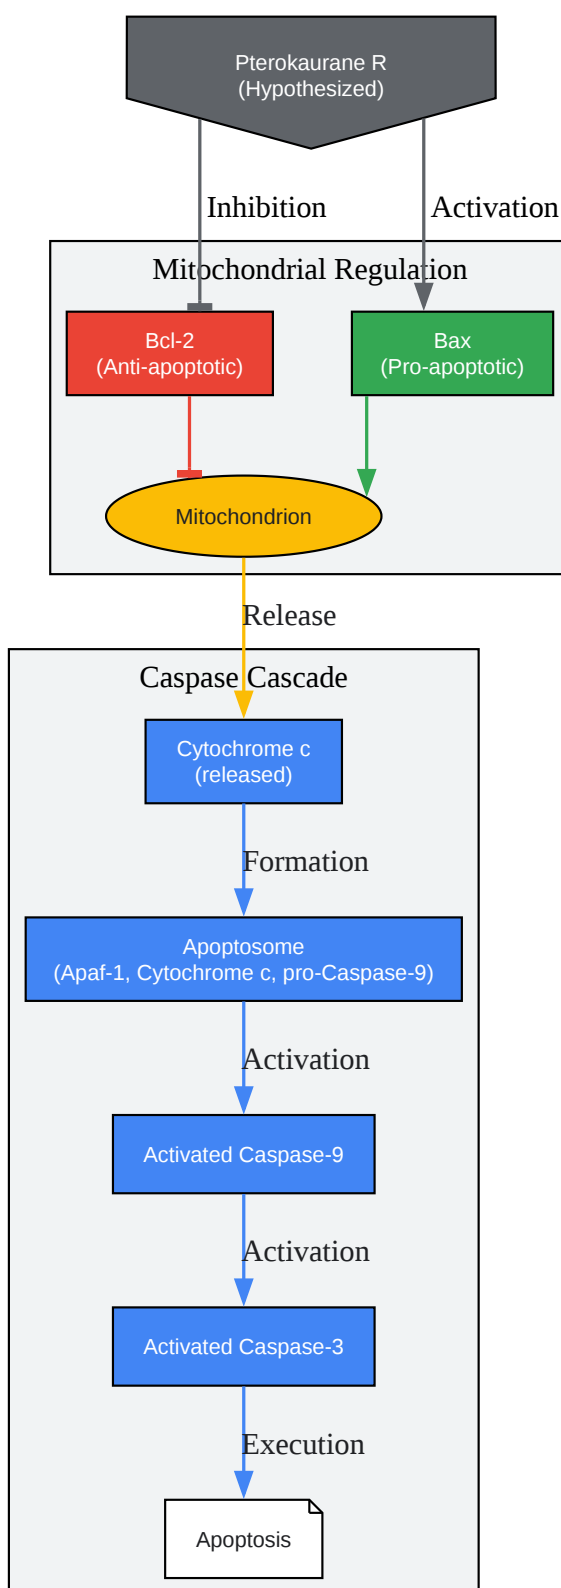 Pterokaurane R
(Hypothesized)
Inhibition
Activation
Mitochondrial Regulation
Bcl-2
(Anti-apoptotic)
Bax
(Pro-apoptotic)
Mitochondrion
Release
Caspase Cascade
Cytochrome c
(released)
Formation
Apoptosome
(Apaf-1, Cytochrome c, pro-Caspase-9)
Activation
Activated Caspase-9
Activation
Activated Caspase-3
Execution
Apoptosis